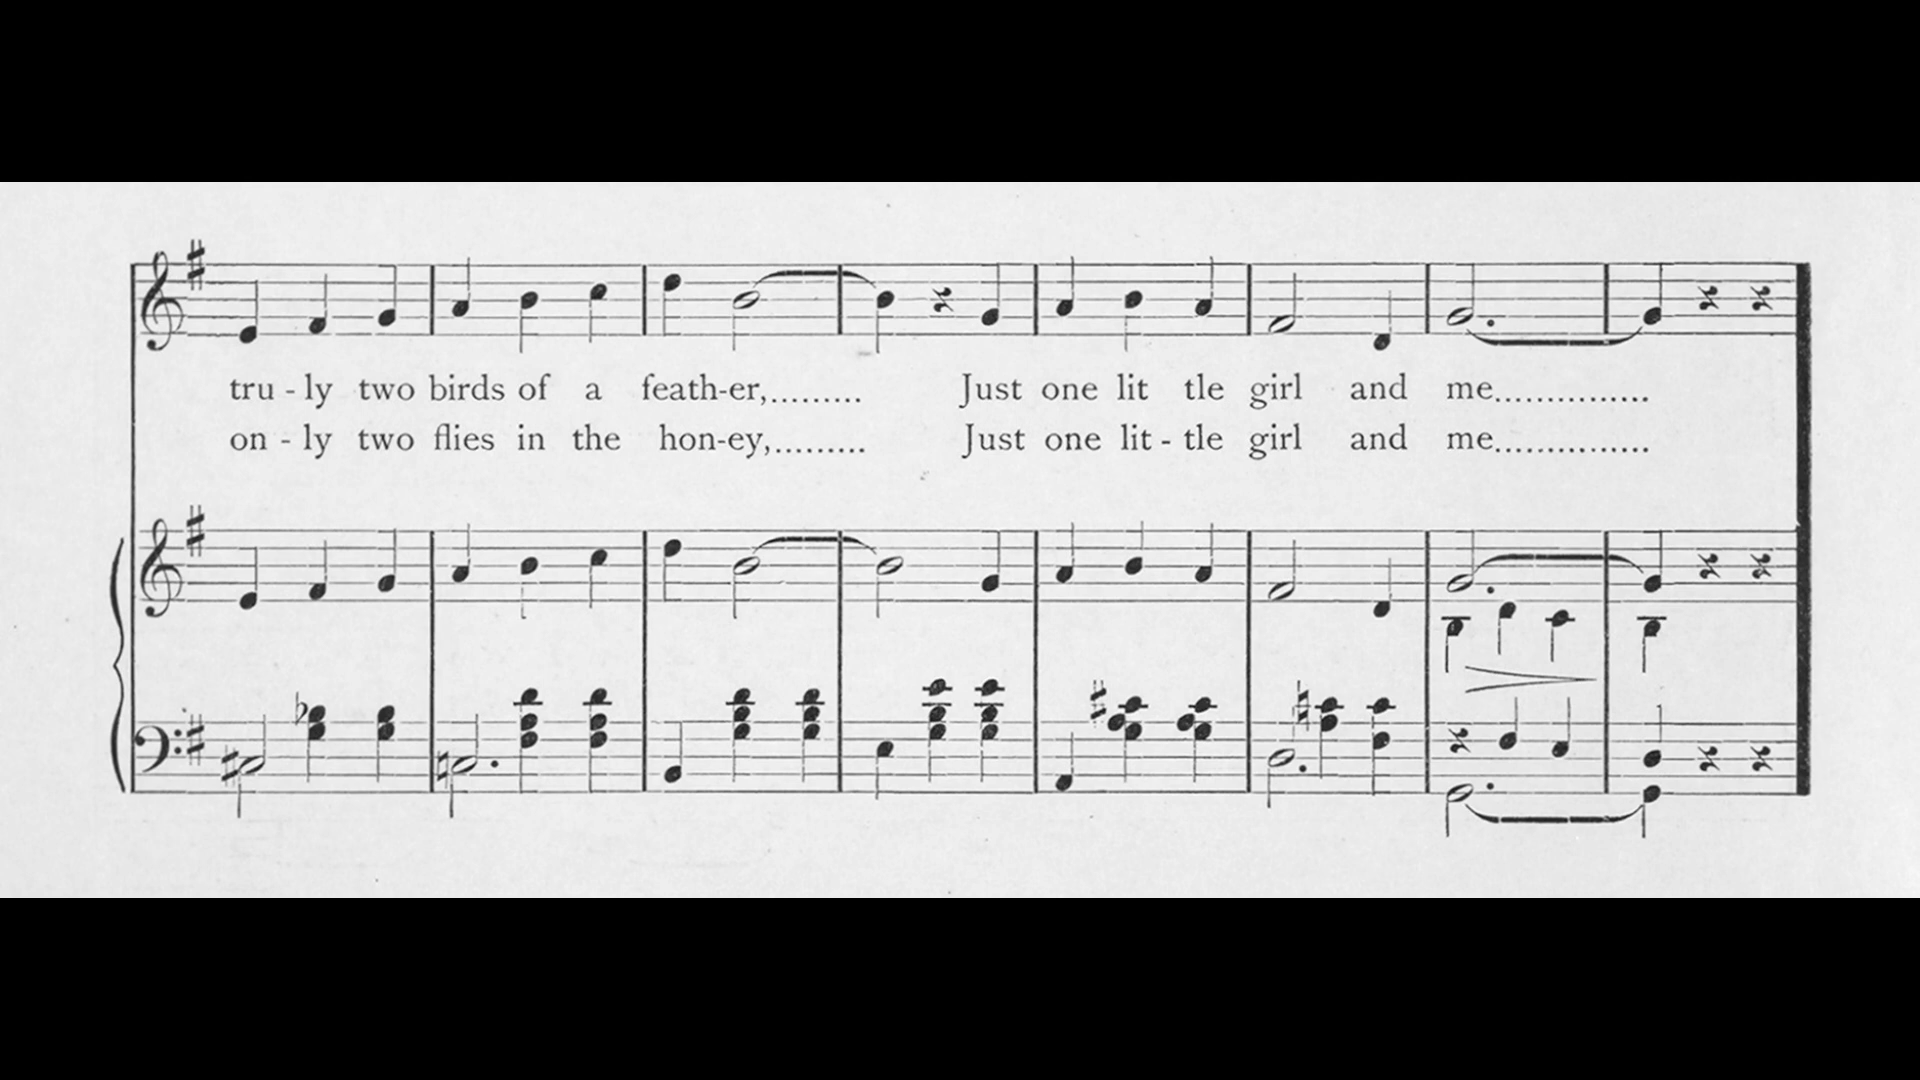 tru - ly two birds of a feath-er,......... Just one lit tle girl and me...............
on - ly two flies in the hon-ey,......... Just one lit - tle girl and me...............